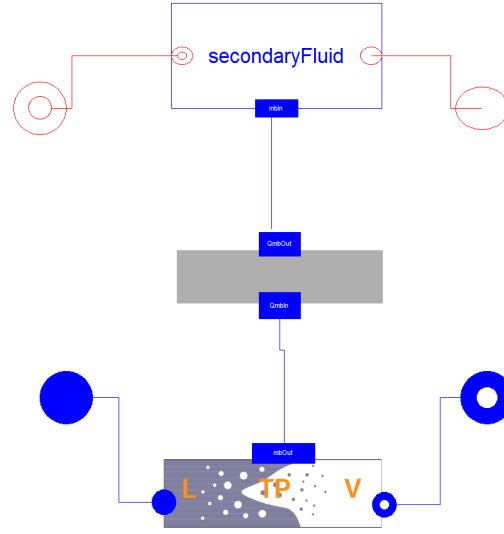 secondaryFluid
mbIn
QmbOut
QmbIn
mbOut
L TP V